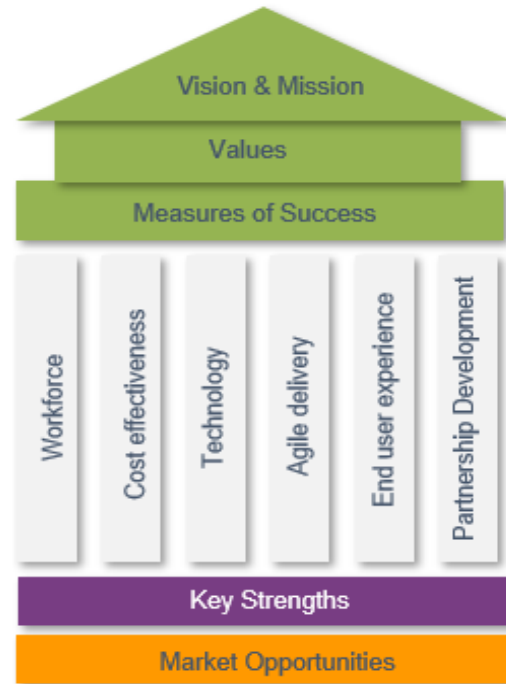 Vision & Mission
Values
Measures of Success
Workforce
Cost effectiveness
Technology
Agile delivery
End user experience
Partnership Development
Key Strengths
Market Opportunities